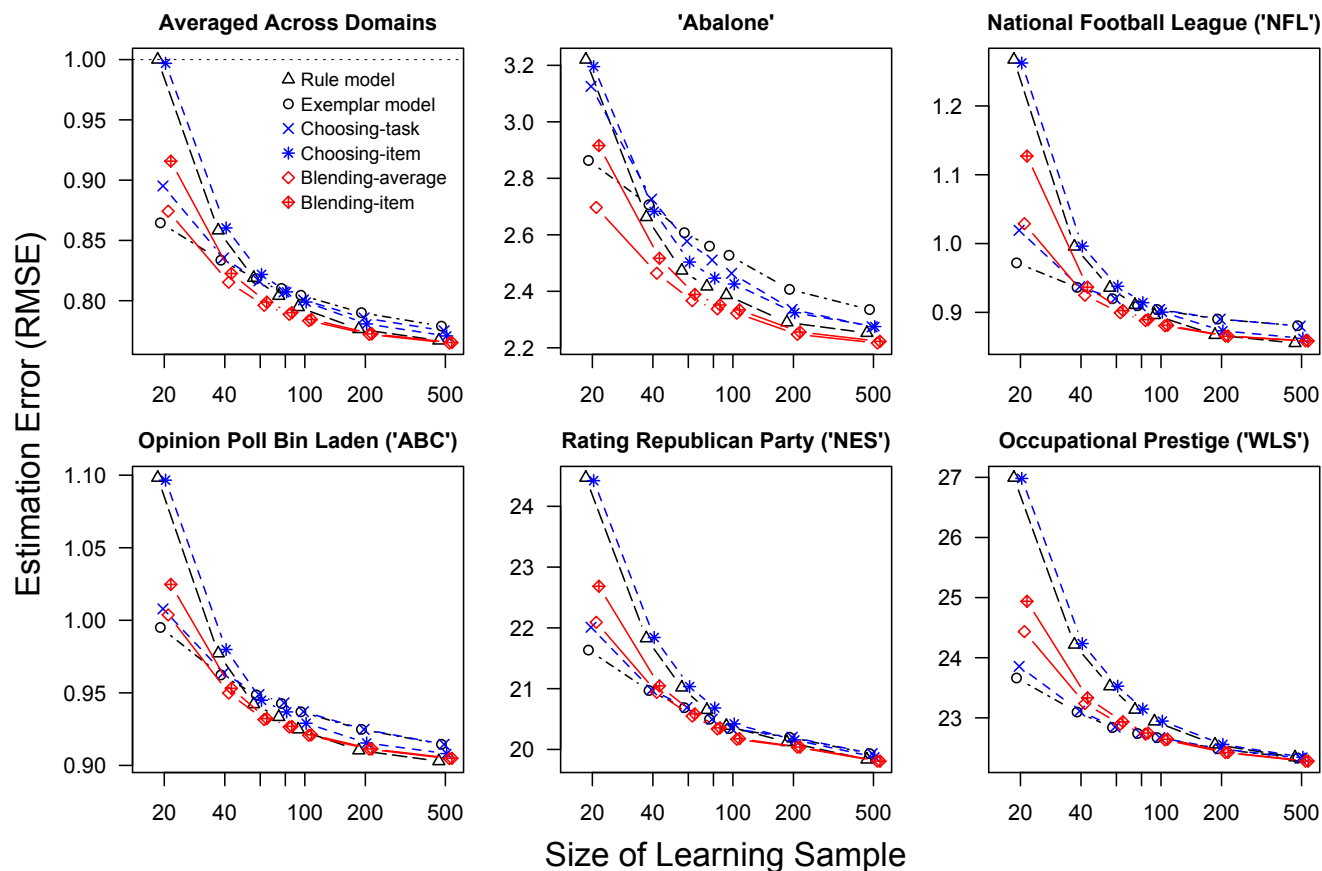 Averaged Across Domains
'Abalone'
National Football League ('NFL')
1.00
0.95
0.90
0.85
0.80
Rule model
Exemplar model
Choosing-task
Choosing-item
Blending-average
Blending-item
20 40 100 200 500
3.2
3.0
2.8
2.6
2.4
2.2
20 40 100 200 500
1.2
1.1
1.0
0.9
20 40 100 200 500
Estimation Error (RMSE)
Opinion Poll Bin Laden ('ABC')
Rating Republican Party ('NES')
Occupational Prestige ('WLS')
1.10
1.05
1.00
0.95
0.90
20 40 100 200 500
24
23
22
21
20
20 40 100 200 500
27
26
25
24
23
20 40 100 200 500
Size of Learning Sample